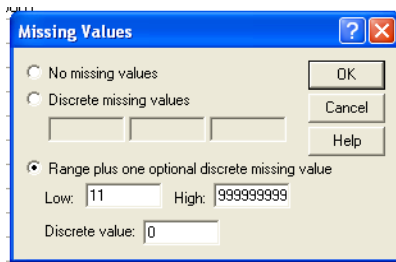 Missing Values
No missing values
OK
Discrete missing values
Cancel
Help
Range plus one optional discrete missing value
Low: 11 High: 999999999
Discrete value: 0